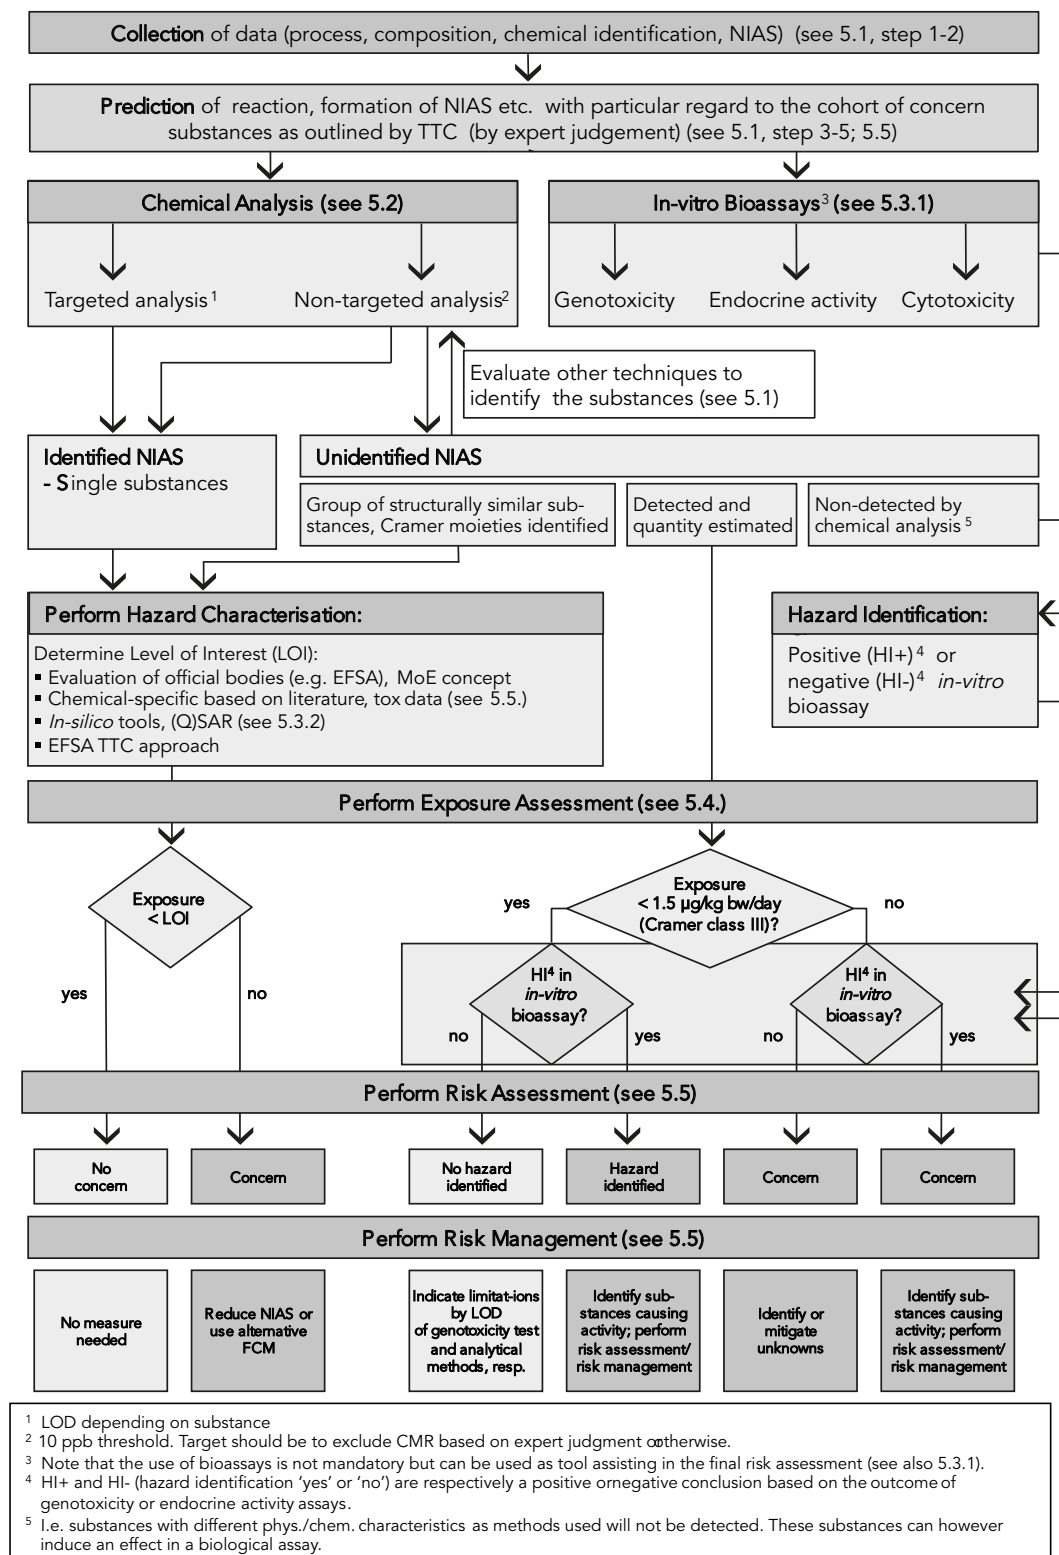 Collection of data (process, composition, chemical identification, NIAS) (see 5.1, step 1-2)
Prediction of reaction, formation of NIAS etc. with particular regard to the cohort of concern
substances as outlined by TTC (by expert judgement) (see 5.1, step 3-5; 5.5)
Chemical Analysis (see 5.2)
Targeted analysis 1
Non-targeted analysis2
In-vitro Bioassays3 (see 5.3.1)
Genotoxicity
Endocrine activity
Cytotoxicity
Evaluate other techniques to
identify the substances (see 5.1)
Identified NIAS
- Single substances
Unidentified NIAS
Group of structurally similar sub-
stances, Cramer moieties identified
Detected and
quantity estimated
Non-detected by
chemical analysis 5
Perform Hazard Characterisation:
Determine Level of Interest (LOI):
▪ Evaluation of official bodies (e.g. EFSA), MoE concept
▪ Chemical-specific based on literature, tox data (see 5.5.)
▪ In-silico tools, (Q)SAR (see 5.3.2)
▪ EFSA TTC approach
Hazard Identification:
Positive (HI+) 4 or
negative (HI-) 4 in-vitro
bioassay
Perform Exposure Assessment (see 5.4.)
Exposure
< LOI
yes
no
Exposure
< 1.5 µg/kg bw/day
(Cramer class III)?
yes
no
HI4 in
in-vitro
bioassay?
no
yes
HI4 in
in-vitro
bioassay?
no
yes
Perform Risk Assessment (see 5.5)
No
concern
Concern
No hazard
identified
Hazard
identified
Concern
Concern
Perform Risk Management (see 5.5)
No measure
needed
Reduce NIAS or
use alternative
FCM
Indicate limitat-ions
by LOD
of genotoxicity test
and analytical
methods, resp.
Identify sub-
stances causing
activity; perform
risk assessment/
risk management
Identify or
mitigate
unknowns
Identify sub-
stances causing
activity; perform
risk assessment/
risk management
1 LOD depending on substance
2 10 ppb threshold. Target should be to exclude CMR based on expert judgment orotherwise.
3 Note that the use of bioassays is not mandatory but can be used as tool assisting in the final risk assessment (see also 5.3.1).
4 HI+ and HI- (hazard identification 'yes' or 'no') are respectively a positive ornegative conclusion based on the outcome of
genotoxicity or endocrine activity assays.
5 I.e. substances with different phys./chem. characteristics as methods used will not be detected. These substances can however
induce an effect in a biological assay.